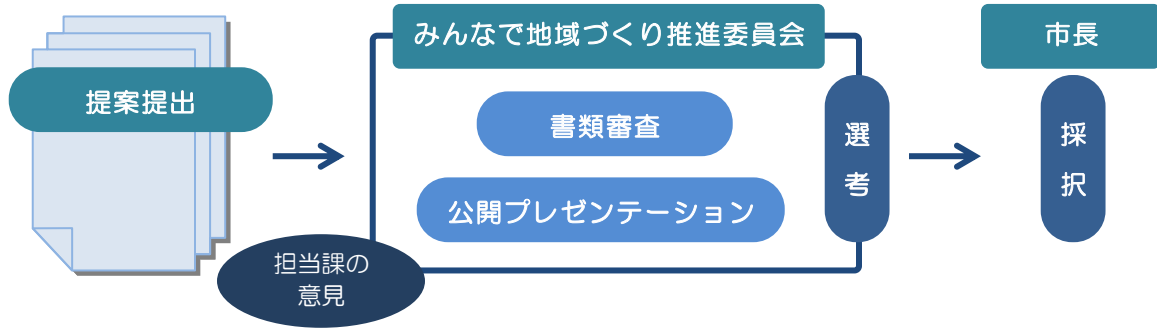 提案提出
みんなで地域づくり推進委員会
書類審査
公開プレゼンテーション
担当課の
意見
選考
市長
採択